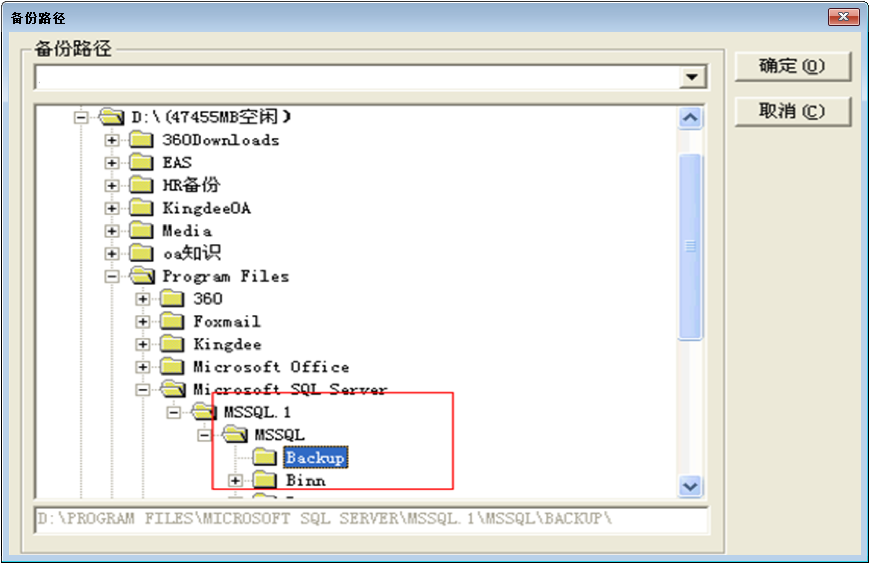 备份路径
备份路径
确定(O)
取消(C)
D:\(47455MB空闲)
360Downloads
EAS
HR备份
KingdeeOA
Media
oa知识
Program Files
360
Foxmail
Kingdee
Microsoft Office
Microsoft SQL Server
MSSQL.1
MSSQL
Backup
Binn
D:\PROGRAM FILES\MICROSOFT SQL SERVER\MSSQL.1\MSSQL\BACKUP\